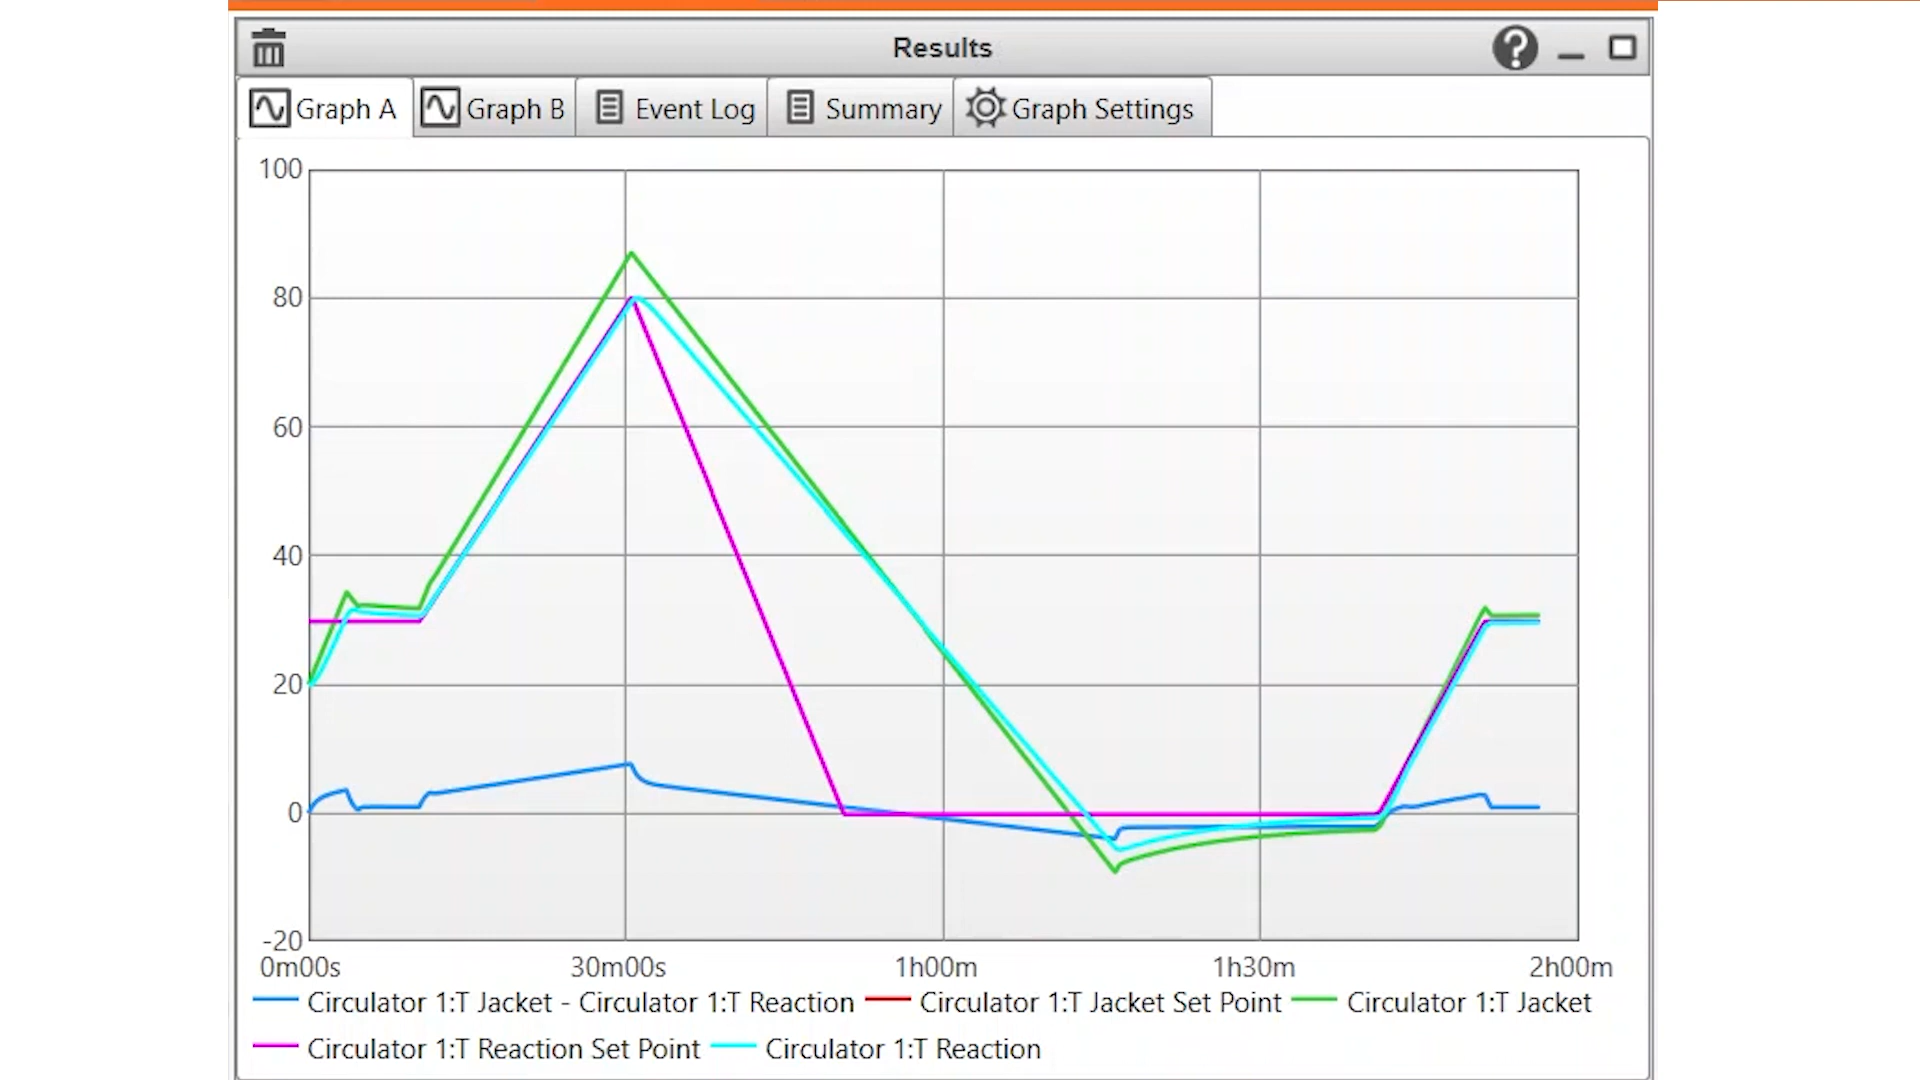 Results
Graph A Graph B Event Log Summary Graph Settings
100
80
60
40
20
0
-20
0m00s 30m00s 1h00m 1h30m 2h00m
Circulator 1:T Jacket - Circulator 1:T Reaction Circulator 1:T Jacket Set Point Circulator 1:T Jacket
Circulator 1:T Reaction Set Point Circulator 1:T Reaction